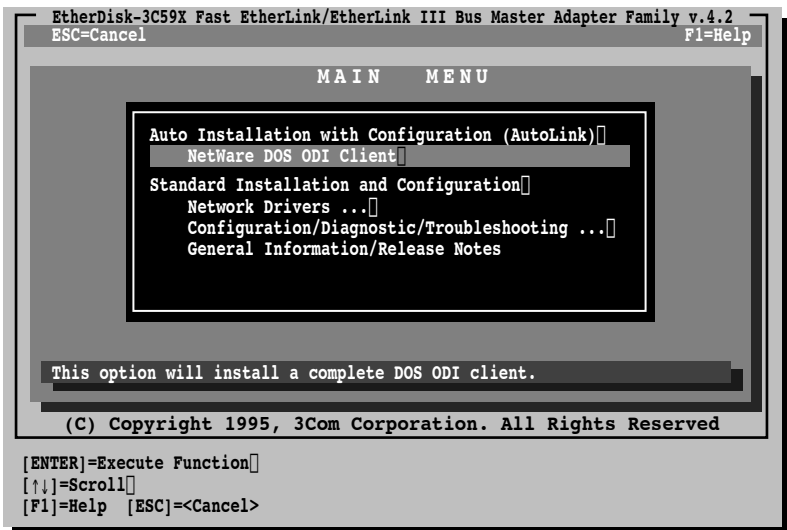 EtherDisk-3C59X Fast EtherLink/EtherLink III Bus Master Adapter Family v.4.2
ESC=Cancel F1=Help
MAIN MENU
Auto Installation with Configuration (AutoLink)
NetWare DOS ODI Client
Standard Installation and Configuration
Network Drivers ...
Configuration/Diagnostic/Troubleshooting ...
General Information/Release Notes
This option will install a complete DOS ODI client.
(C) Copyright 1995, 3Com Corporation. All Rights Reserved
[ENTER]=Execute Function
[↑↓]=Scroll
[F1]=Help [ESC]=<Cancel>